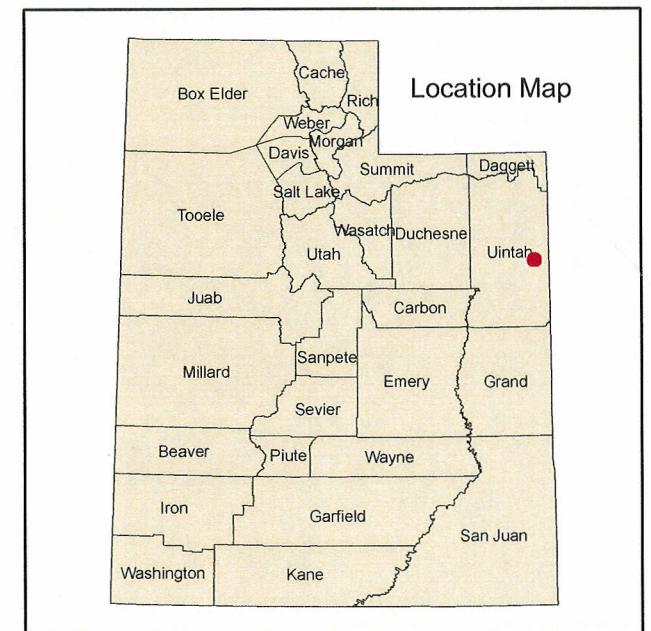 Location Map
Cache
Box Elder
Rich
Weber
Morgan
Davis
Summit
Daggett
Salt Lake
Tooele
Wasatch
Duchesne
Utah
Uintah
Juab
Carbon
Sanpete
Millard
Emery
Grand
Sevier
Beaver
Piute
Wayne
Iron
Garfield
San Juan
Washington
Kane